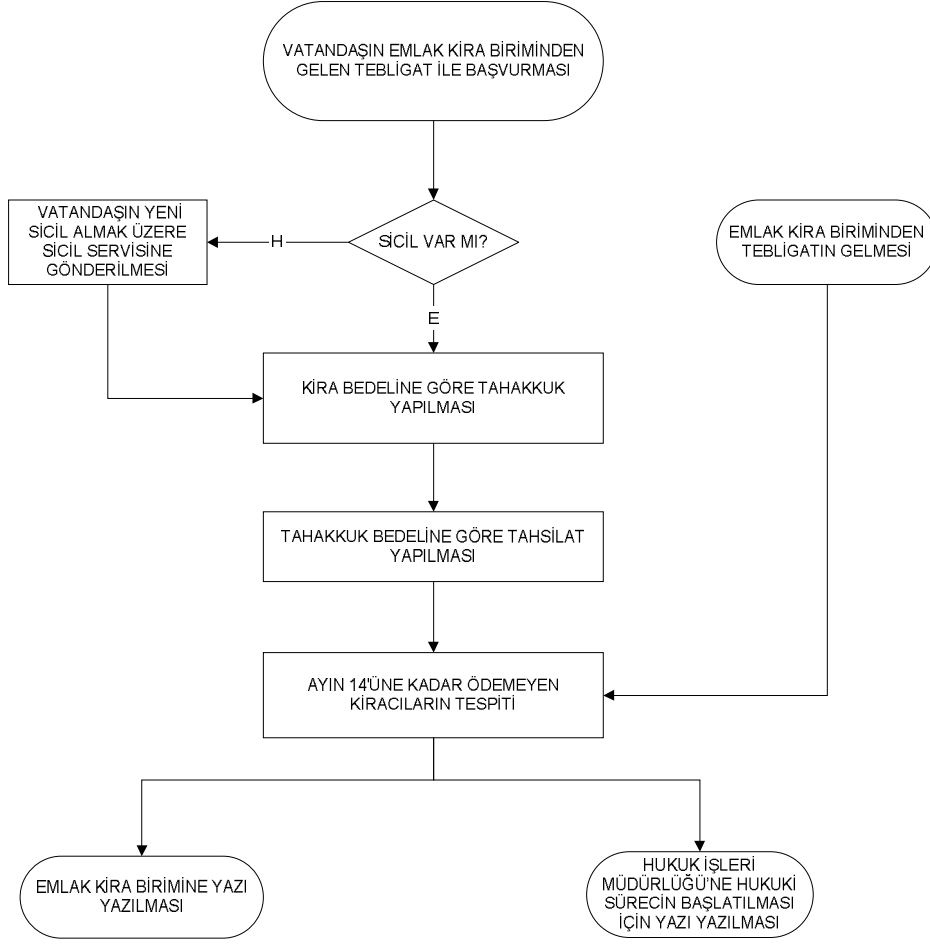 VATANDAŞIN EMLAK KİRA BİRİMİNDEN
GELEN TEBLİGAT İLE BAŞVURMASI
VATANDAŞIN YENİ
SİCİL ALMAK ÜZERE
SİCİL SERVİSİNE
GÖNDERİLMESİ
H
SİCİL VAR MI?
EMLAK KİRA BİRİMİNDEN
TEBLİGATIN GELMESİ
E
KİRA BEDELİNE GÖRE TAHAKKUK
YAPILMASI
TAHAKKUK BEDELİNE GÖRE TAHSİLAT
YAPILMASI
AYIN 14'ÜNE KADAR ÖDEMEYEN
KİRACILARIN TESPİTİ
EMLAK KİRA BİRİMİNE YAZI
YAZILMASI
HUKUK İŞLERİ
MÜDÜRLÜĞÜ'NE HUKUKİ
SÜRECİN BAŞLATILMASI
İÇİN YAZI YAZILMASI